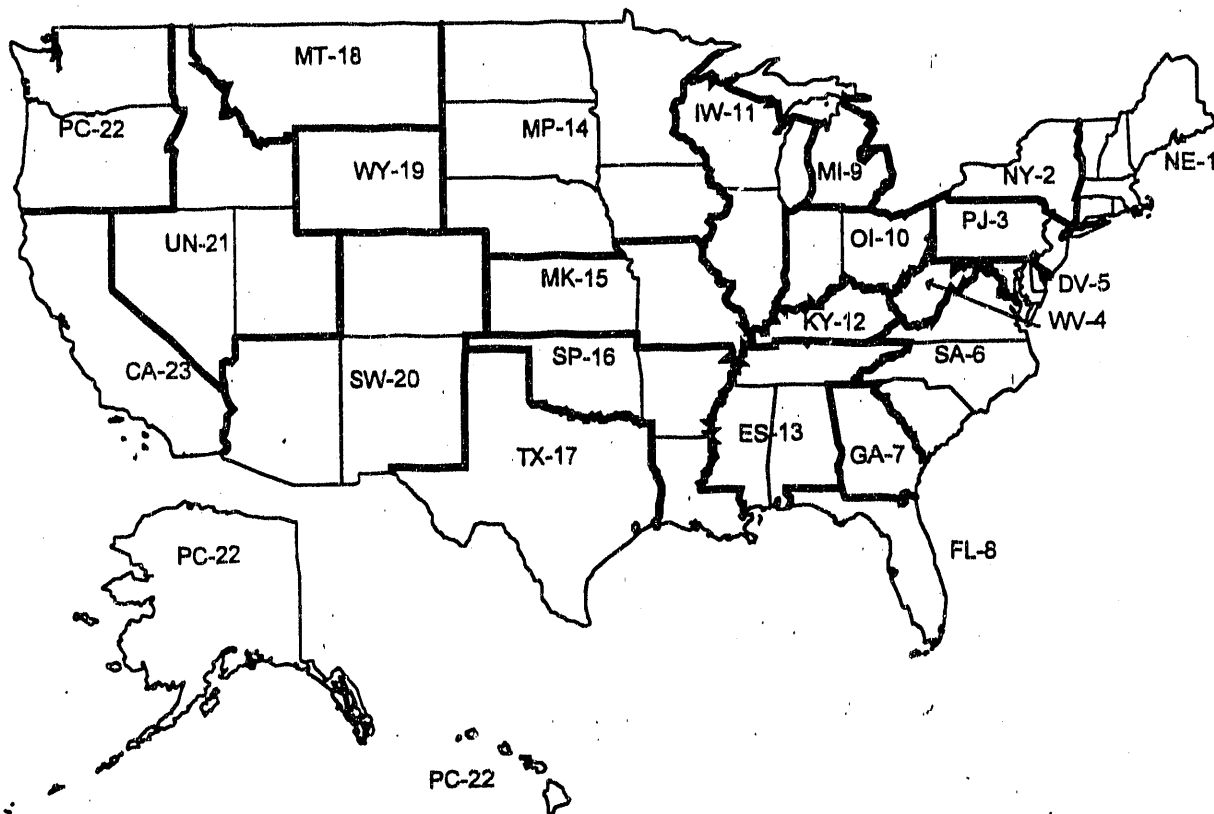 MT-18
PC-22
MP-14
IW-11
WY-19
MI-9
NY-2
NE-1
UN-21
OI-10
PJ-3
MK-15
DV-5
KY-12
WV-4
CA-23
SW-20
SP-16
SA-6
TX-17
ES-13
GA-7
PC-22
FL-8
PC-22